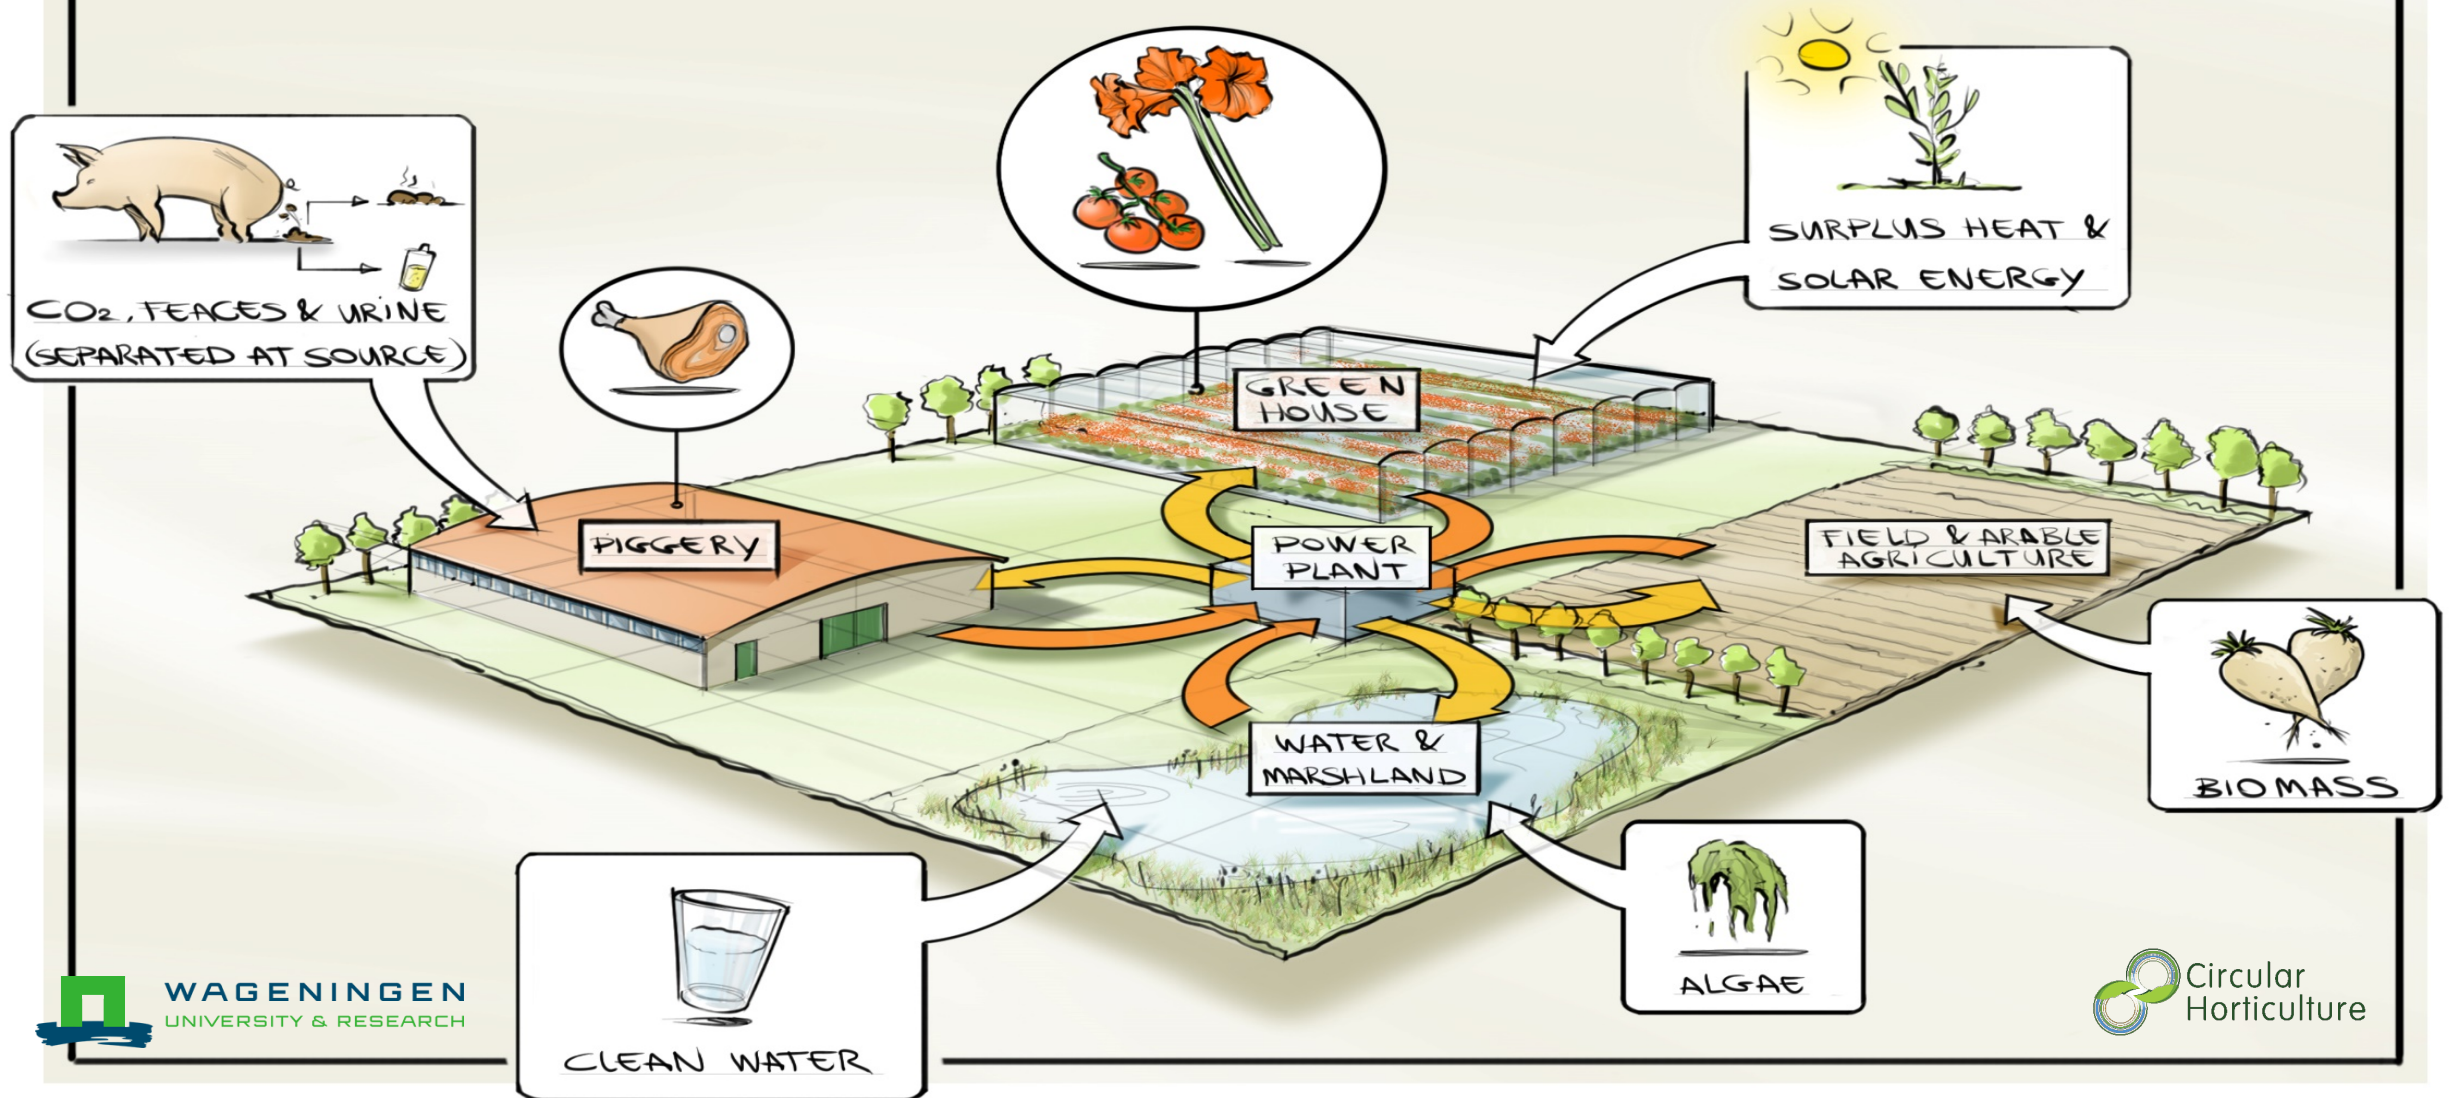 CO2, FEACES & URINE
(SEPARATED AT SOURCE)
SURPLUS HEAT &
SOLAR ENERGY
GREEN
HOUSE
PIGGERY
POWER
PLANT
FIELD & ARABLE
AGRICULTURE
WATER &
MARSHLAND
BIOMASS
ALGAE
CLEAN WATER
WAGENINGEN
UNIVERSITY & RESEARCH
Circular
Horticulture